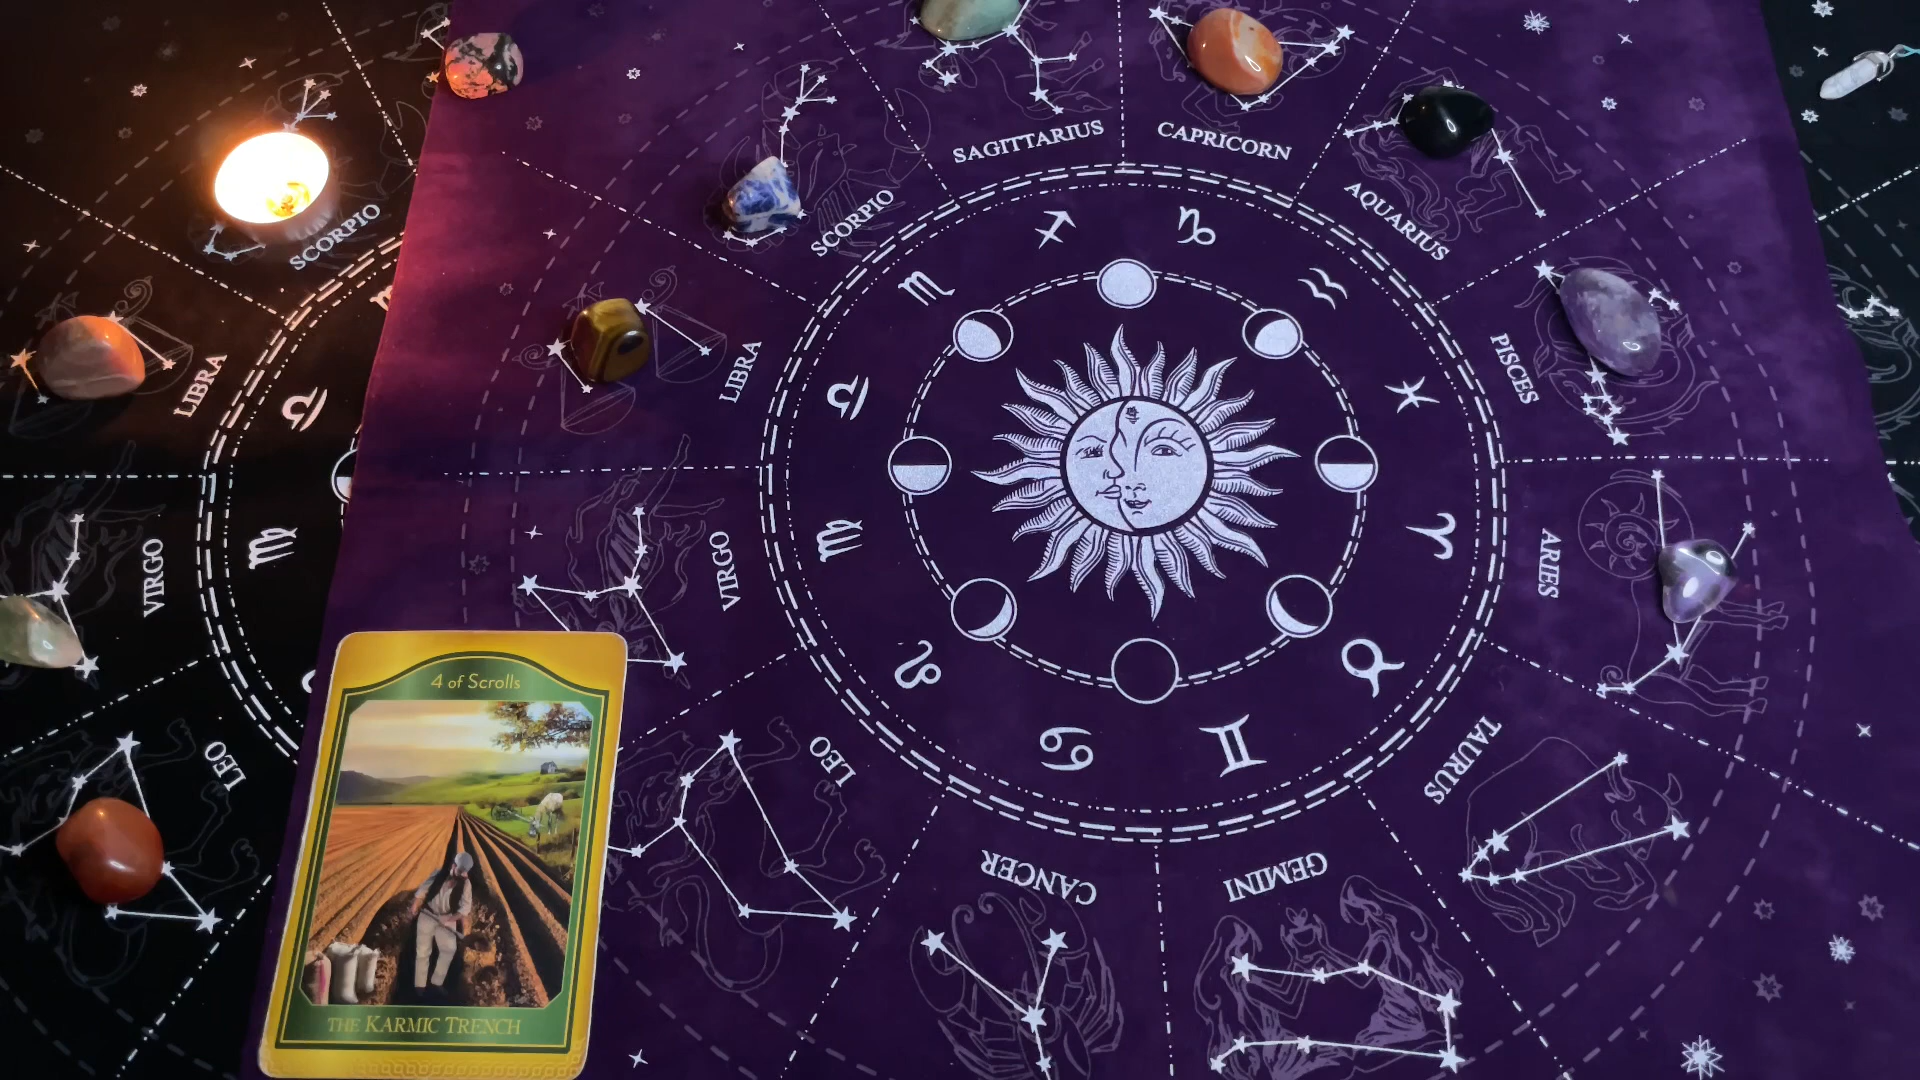 SAGITTARIUS
CAPRICORN
SCORPIO
AQUARIUS
SCORPIO
LIBRA
LIBRA
PISCES
VIRGO
VIRGO
ARIES
LEO
LEO
TAURUS
CANCER
GEMINI
4 of Scrolls
THE KARMIC TRENCH